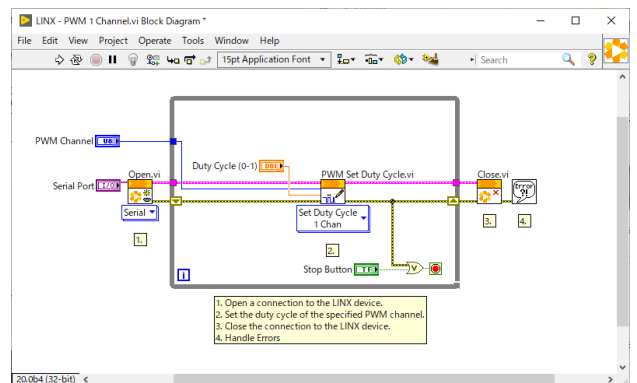 LINX - PWM 1 Channel.vi Block Diagram *
File Edit View Project Operate Tools Window Help
15pt Application Font
Search
PWM Channel
U8
Duty Cycle (0-1)
DBL
Open.vi
PWM Set Duty Cycle.vi
Close.vi
Serial Port
I/O
Error
?!
Serial
Set Duty Cycle
1 Chan
1.
2.
3.
4.
Stop Button
TF
V
i
1. Open a connection to the LINX device.
2. Set the duty cycle of the specified PWM channel.
3. Close the connection to the LINX device.
4. Handle Errors
20.0b4 (32-bit)